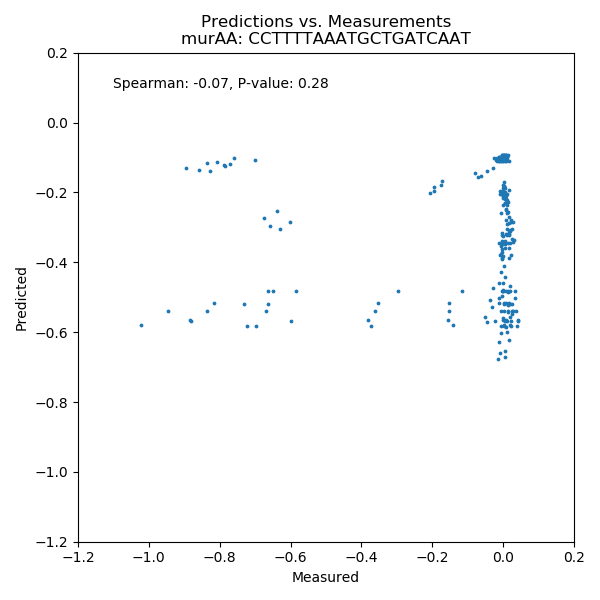 Predictions vs. Measurements
murAA: CCTTTTAAATGCTGATCAAT
Spearman: -0.07, P-value: 0.28
0.2
0.0
−0.2
−0.4
−0.6
−0.8
−1.0
−1.2
Predicted
−1.2 −1.0 −0.8 −0.6 −0.4 −0.2 0.0 0.2
Measured